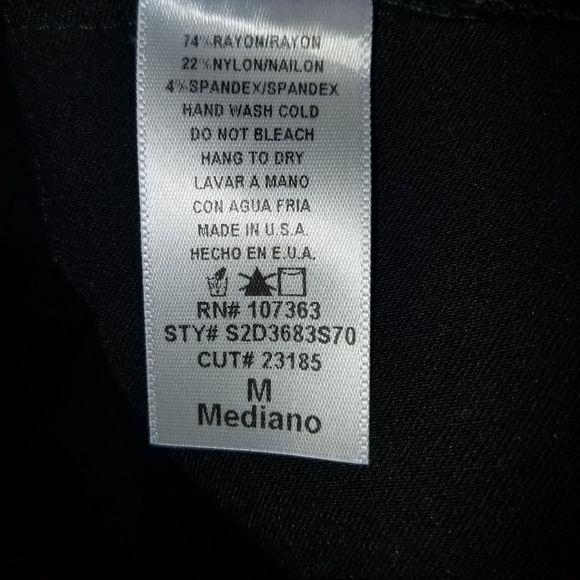 74%RAYON/RAYON
22%NYLON/NAILON
4%SPANDEX/SPANDEX
HAND WASH COLD
DO NOT BLEACH
HANG TO DRY
LAVAR A MANO
CON AGUA FRIA
MADE IN U.S.A.
HECHO EN E.U.A.
RN# 107363
STY# S2D3683S70
CUT# 23185
M
Mediano